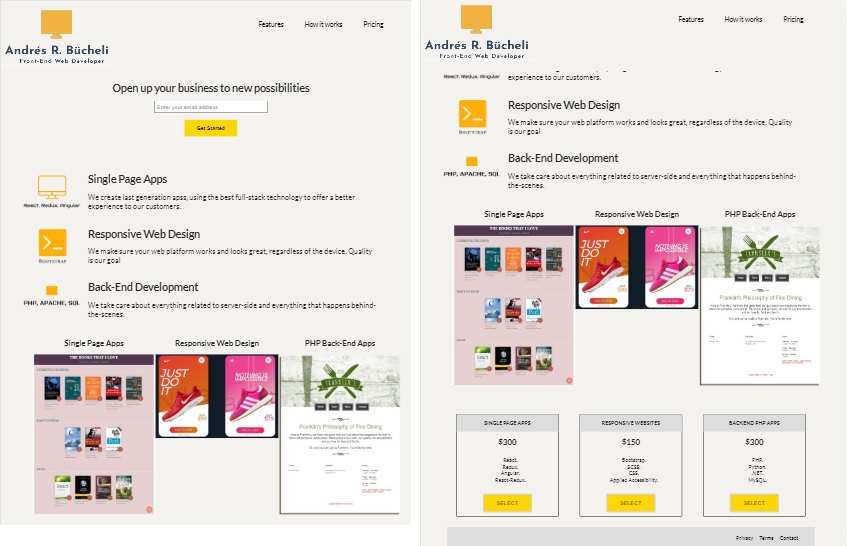 Features How it works Pricing
Andrés R. Bücheli
Front-End Web Developer
Open up your business to new possibilities
Enter your email address
Get Started
Single Page Apps
We create last generation apps, using the best full-stack technology to offer a better
experience to our customers.
React, Redux, Angular
Responsive Web Design
We make sure your web platform works and looks great, regardless of the device. Quality
is our goal
BOOTSTRAP
Back-End Development
We take care about everything related to server-side and everything that happens behind-
the-scenes.
PHP, APACHE, SQL
Single Page Apps Responsive Web Design PHP Back-End Apps
THE BOOKS THAT I LOVE
JUST
DO
IT
NOTHING IS
IMPOSSIBLE
FRANKLIN'S
Franklin's Philosophy of Fine Dining
Features How it works Pricing
Andrés R. Bücheli
Front-End Web Developer
React, Redux, Angular
experience to our customers.
Responsive Web Design
We make sure your web platform works and looks great, regardless of the device. Quality
is our goal
BOOTSTRAP
Back-End Development
We take care about everything related to server-side and everything that happens behind-
the-scenes.
PHP, APACHE, SQL
Single Page Apps Responsive Web Design PHP Back-End Apps
THE BOOKS THAT I LOVE
JUST
DO
IT
NOTHING IS
IMPOSSIBLE
FRANKLIN'S
Franklin's Philosophy of Fine Dining
SINGLE PAGE APPS RESPONSIVE WEBSITES BACKEND PHP APPS
$300 $150 $300
React. Bootstrap. PHP.
Redux. SCSS. Python.
Angular. CSS. .NET.
React-Redux. Applied Accessibility. MySQL.
SELECT SELECT SELECT
Privacy Terms Contact